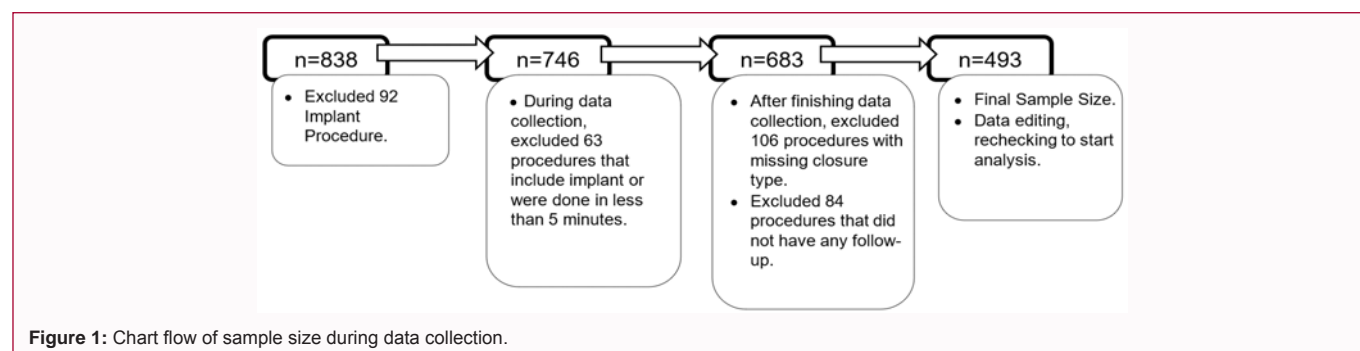 n=838
• Excluded 92
Implant
Procedure.
n=746
• During data
collection,
excluded 63
procedures that
include implant or
were done in less
than 5 minutes.
n=683
• After finishing data
collection, excluded
106 procedures with
missing closure
type.
• Excluded 84
procedures that did
not have any follow-
up.
n=493
• Final Sample Size.
• Data editing,
rechecking to start
analysis.
Figure 1: Chart flow of sample size during data collection.